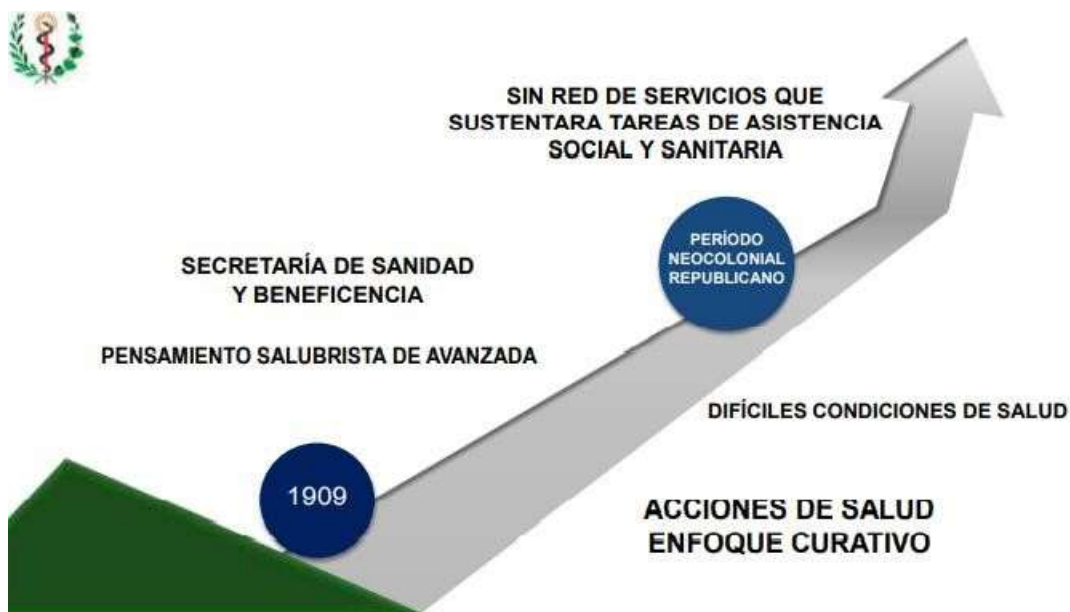 SIN RED DE SERVICIOS QUE
SUSTENTARA TAREAS DE ASISTENCIA
SOCIAL Y SANITARIA
PERÍODO
NEOCOLONIAL
REPUBLICANO
SECRETARÍA DE SANIDAD
Y BENEFICENCIA
PENSAMIENTO SALUBRISTA DE AVANZADA
DIFÍCILES CONDICIONES DE SALUD
1909
ACCIONES DE SALUD
ENFOQUE CURATIVO